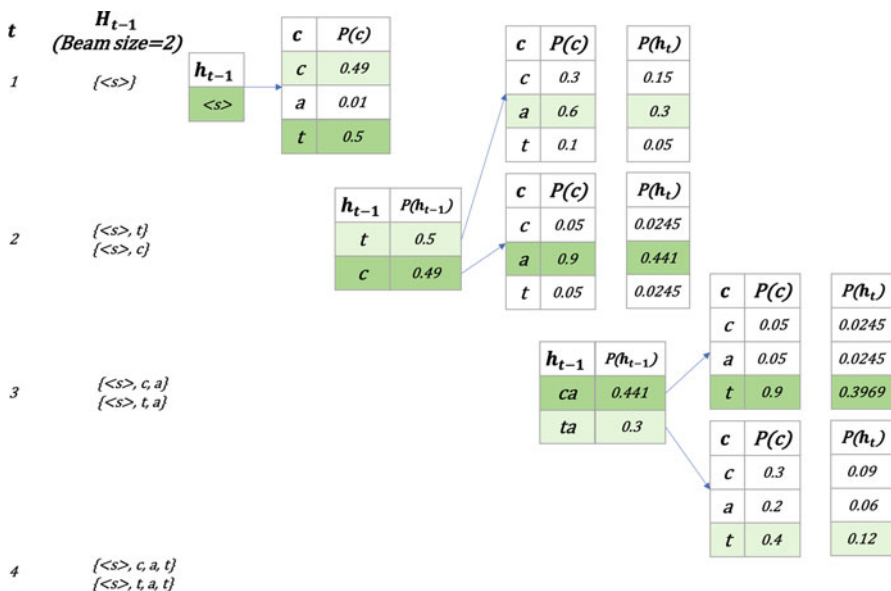 t H_{t-1} (Beam size=2)
1 {<s>}
h_{t-1}
<s>
c P(c)
c 0.49
a 0.01
t 0.5
c P(c) P(h_t)
c 0.3 0.15
a 0.6 0.3
t 0.1 0.05
2 {<s>, t}
{<s>, c}
h_{t-1} P(h_{t-1})
t 0.5
c 0.49
c P(c) P(h_t)
c 0.05 0.0245
a 0.9 0.441
t 0.05 0.0245
3 {<s>, c, a}
{<s>, t, a}
h_{t-1} P(h_{t-1})
ca 0.441
ta 0.3
c P(c) P(h_t)
c 0.05 0.0245
a 0.05 0.0245
t 0.9 0.3969
c P(c) P(h_t)
c 0.3 0.09
a 0.2 0.06
t 0.4 0.12
4 {<s>, c, a, t}
{<s>, t, a, t}